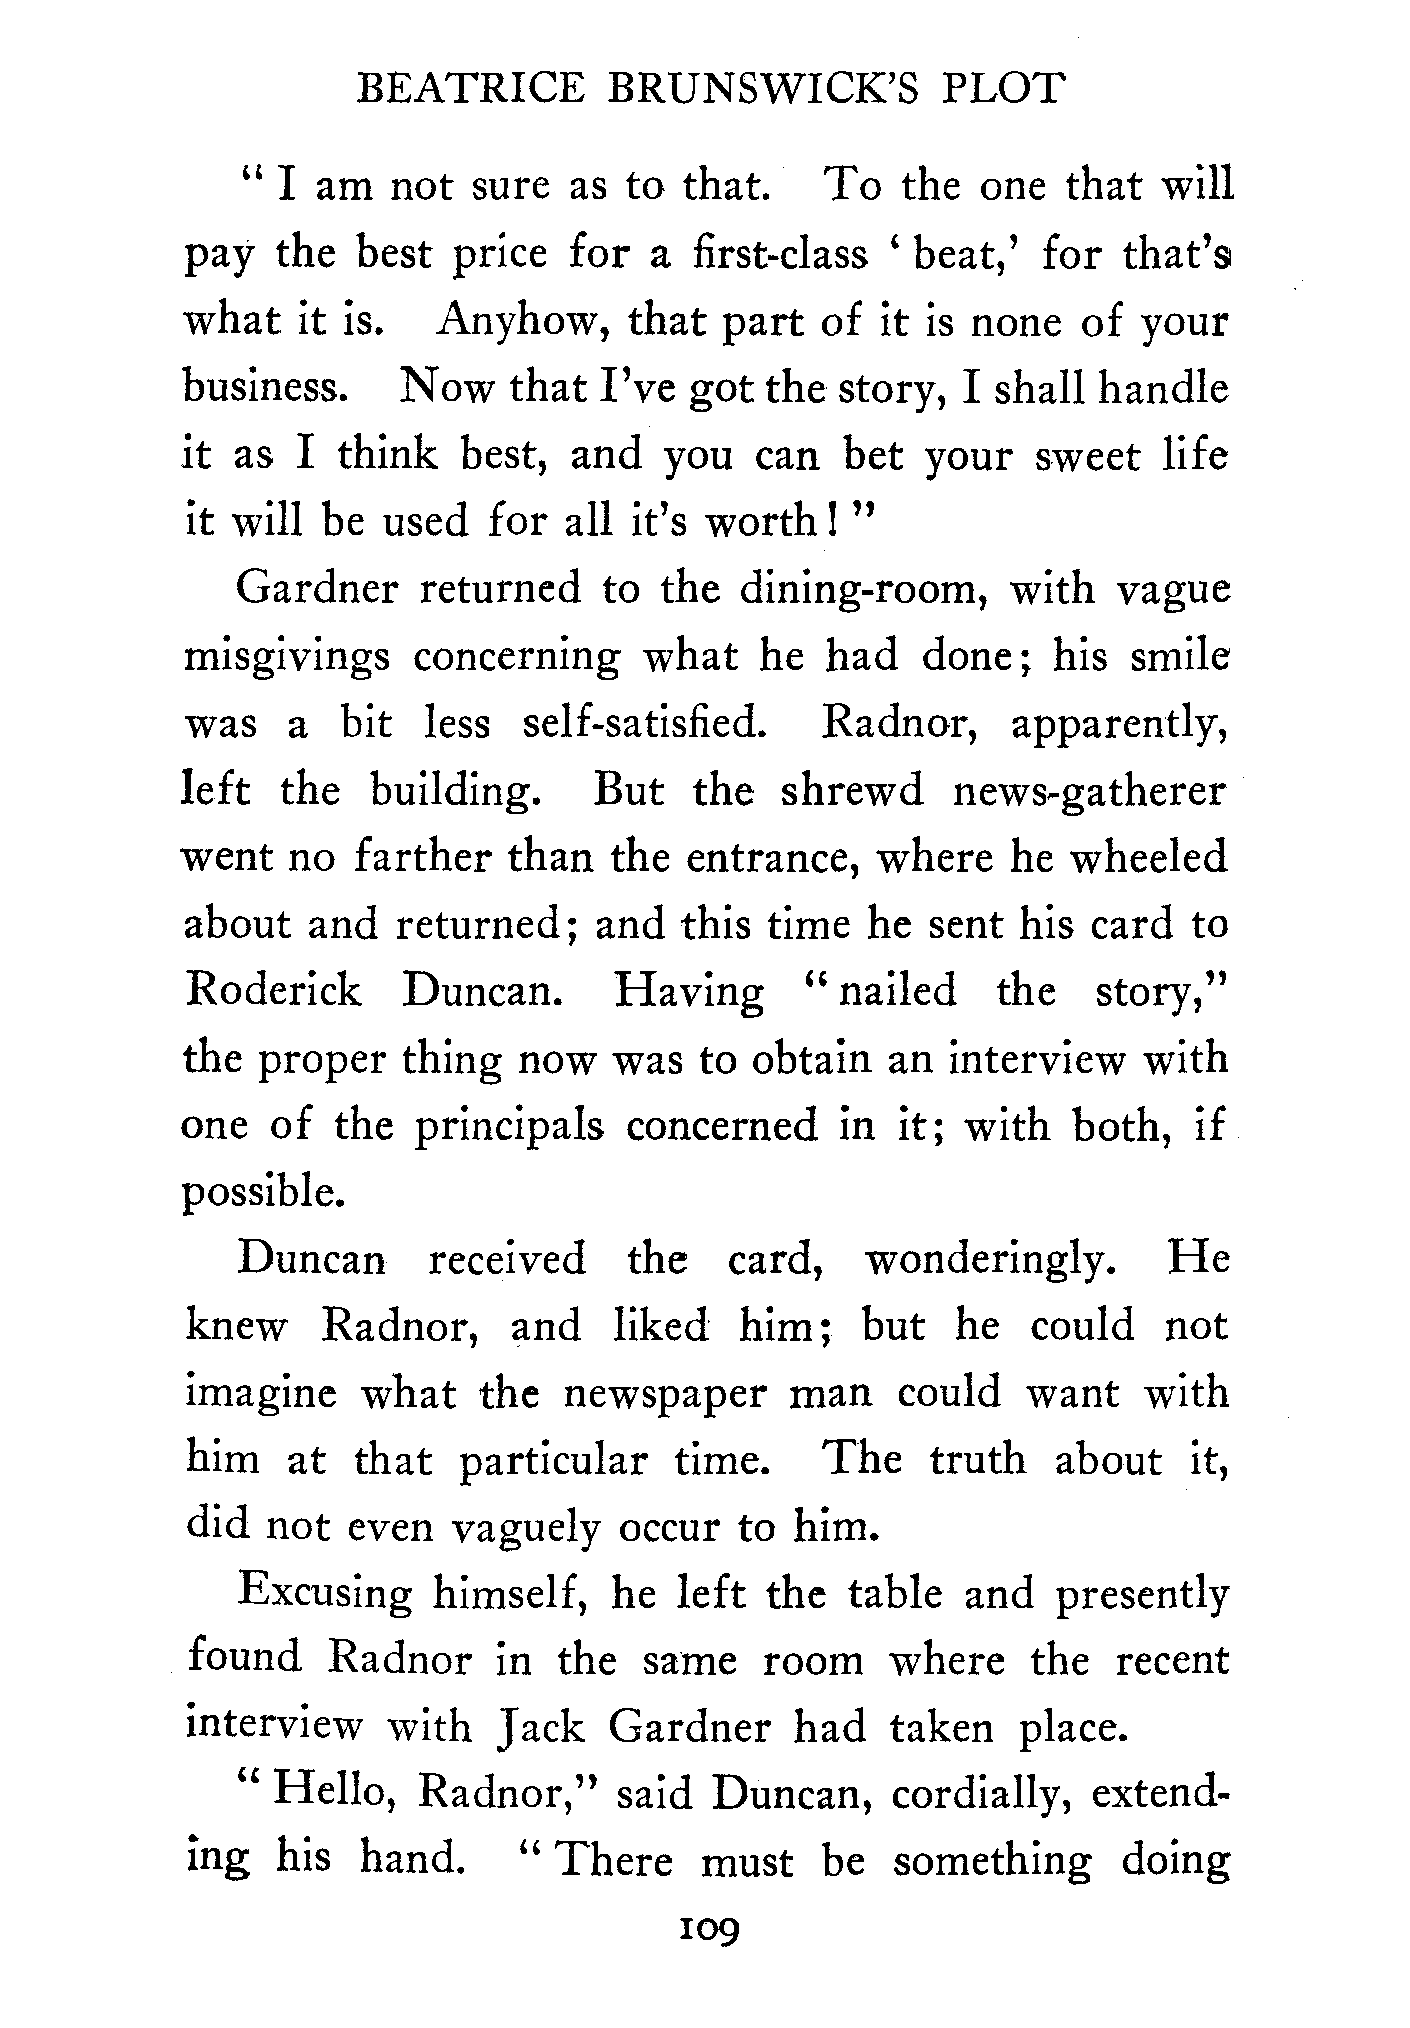 BEATRICE BRUNSWICK'S PLOT
“ I am not sure as to that. To the one that will
pay the best price for a first-class ‘ beat,’ for that’s
what it is. Anyhow, that part of it is none of your
business. Now that I’ve got the story, I shall handle
it as I think best, and you can bet your sweet life
it will be used for all it’s worth! ”
Gardner returned to the dining-room, with vague
misgivings concerning what he had done; his smile
was a bit less self-satisfied. Radnor, apparently,
left the building. But the shrewd news-gatherer
went no farther than the entrance, where he wheeled
about and returned; and this time he sent his card to
Roderick Duncan. Having “ nailed the story,”
the proper thing now was to obtain an interview with
one of the principals concerned in it; with both, if
possible.
Duncan received the card, wonderingly. He
knew Radnor, and liked him; but he could not
imagine what the newspaper man could want with
him at that particular time. The truth about it,
did not even vaguely occur to him.
Excusing himself, he left the table and presently
found Radnor in the same room where the recent
interview with Jack Gardner had taken place.
“ Hello, Radnor,” said Duncan, cordially, extend-
ing his hand. “ There must be something doing
109